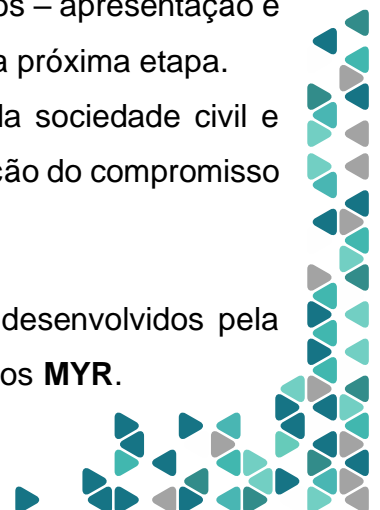 os – apresentação e
a próxima etapa.
la sociedade civil e
ção do compromisso
desenvolvidos pela
os MYR.